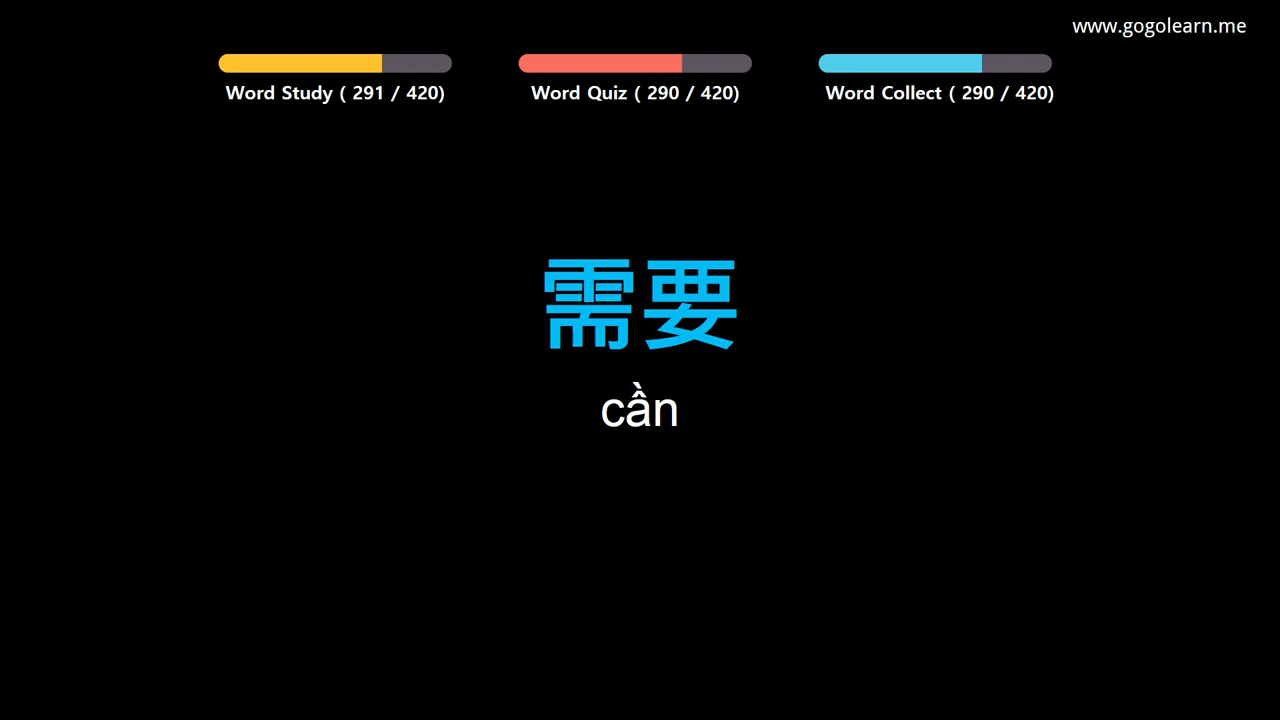 www.gogolearn.me
Word Study ( 291 / 420)
Word Quiz ( 290 / 420)
Word Collect ( 290 / 420)
需要
cần